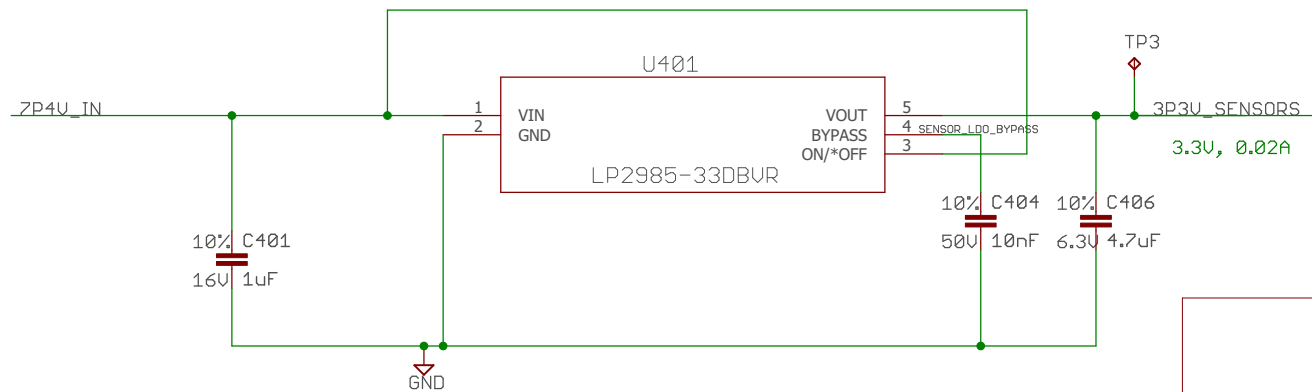 TP3
U401
7P4V_IN
1 VIN
2 GND
VOUT 5
BYPASS 4 SENSOR_LDO_BYPASS
ON/*OFF 3
3P3V_SENSORS
3.3V, 0.02A
LP2985-33DBVR
10% C401
16V 1uF
10% C404
50V 10nF
10% C406
6.3V 4.7uF
GND